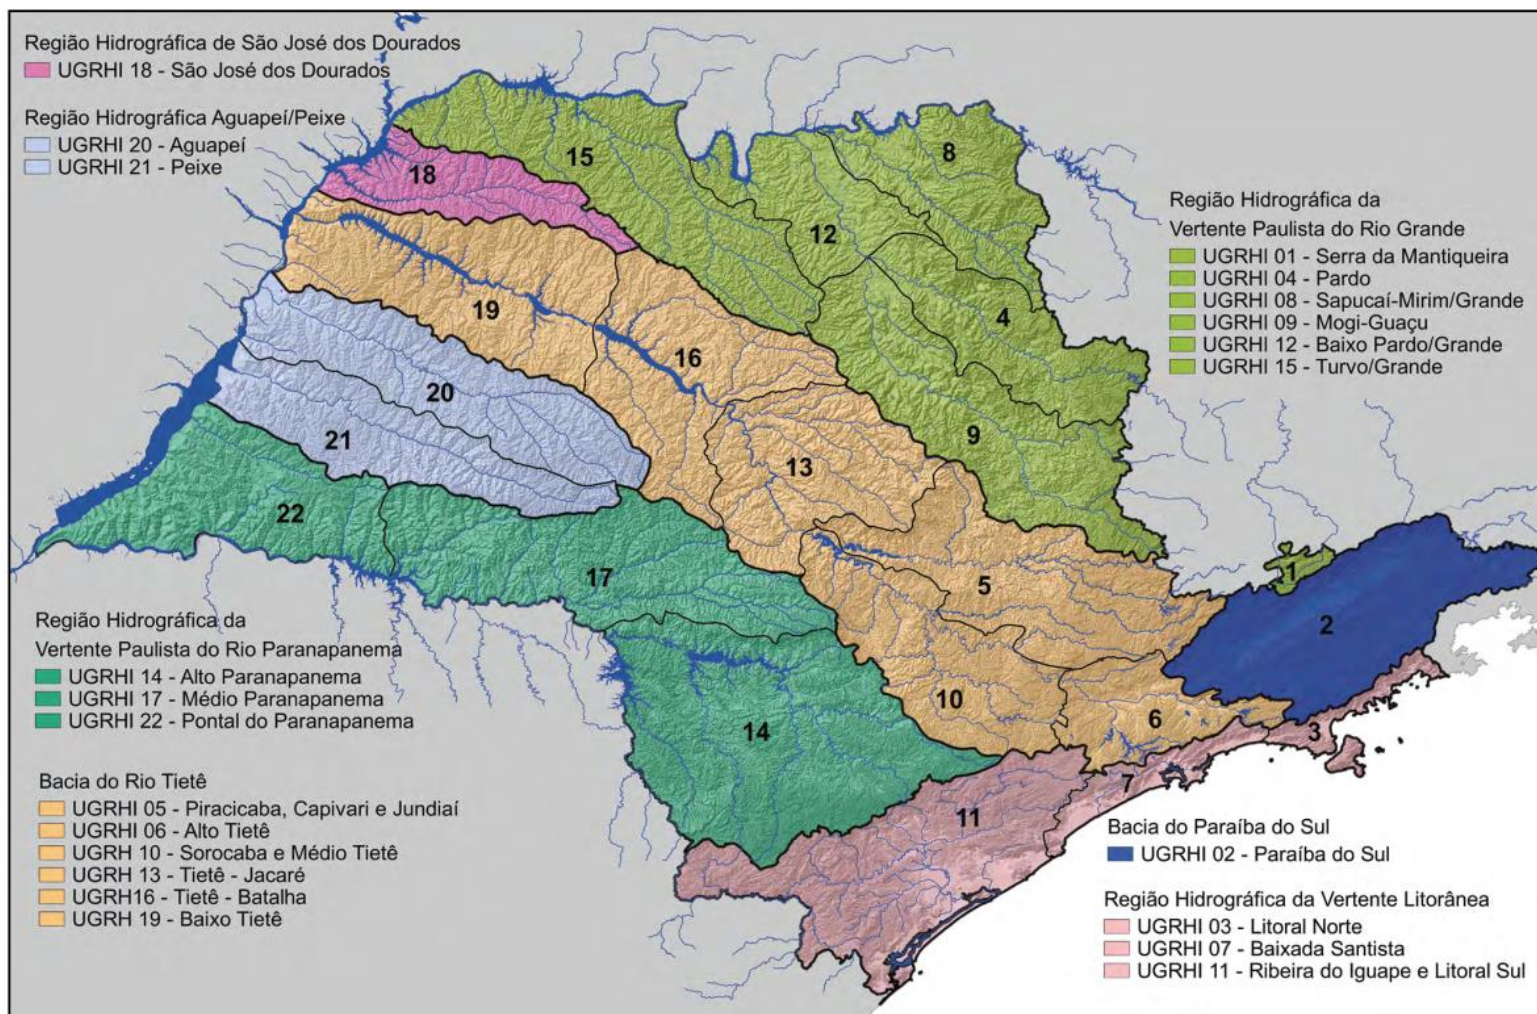 Região Hidrográfica de São José dos Dourados
UGRHI 18 - São José dos Dourados
Região Hidrográfica Aguapeí/Peixe
UGRHI 20 - Aguapeí
UGRHI 21 - Peixe
Região Hidrográfica da
Vertente Paulista do Rio Grande
UGRHI 01 - Serra da Mantiqueira
UGRHI 04 - Pardo
UGRHI 08 - Sapucaí-Mirim/Grande
UGRHI 09 - Mogi-Guaçu
UGRHI 12 - Baixo Pardo/Grande
UGRHI 15 - Turvo/Grande
8
15
18
12
19
4
16
20
9
21
13
22
17
5
1
2
10
6
14
3
7
11
Região Hidrográfica da
Vertente Paulista do Rio Paranapanema
UGRHI 14 - Alto Paranapanema
UGRHI 17 - Médio Paranapanema
UGRHI 22 - Pontal do Paranapanema
Bacia do Rio Tietê
UGRHI 05 - Piracicaba, Capivari e Jundiaí
UGRHI 06 - Alto Tietê
UGRH 10 - Sorocaba e Médio Tietê
UGRH 13 - Tietê - Jacaré
UGRH16 - Tietê - Batalha
UGRH 19 - Baixo Tietê
Bacia do Paraíba do Sul
UGRHI 02 - Paraíba do Sul
Região Hidrográfica da Vertente Litorânea
UGRHI 03 - Litoral Norte
UGRHI 07 - Baixada Santista
UGRHI 11 - Ribeira do Iguape e Litoral Sul